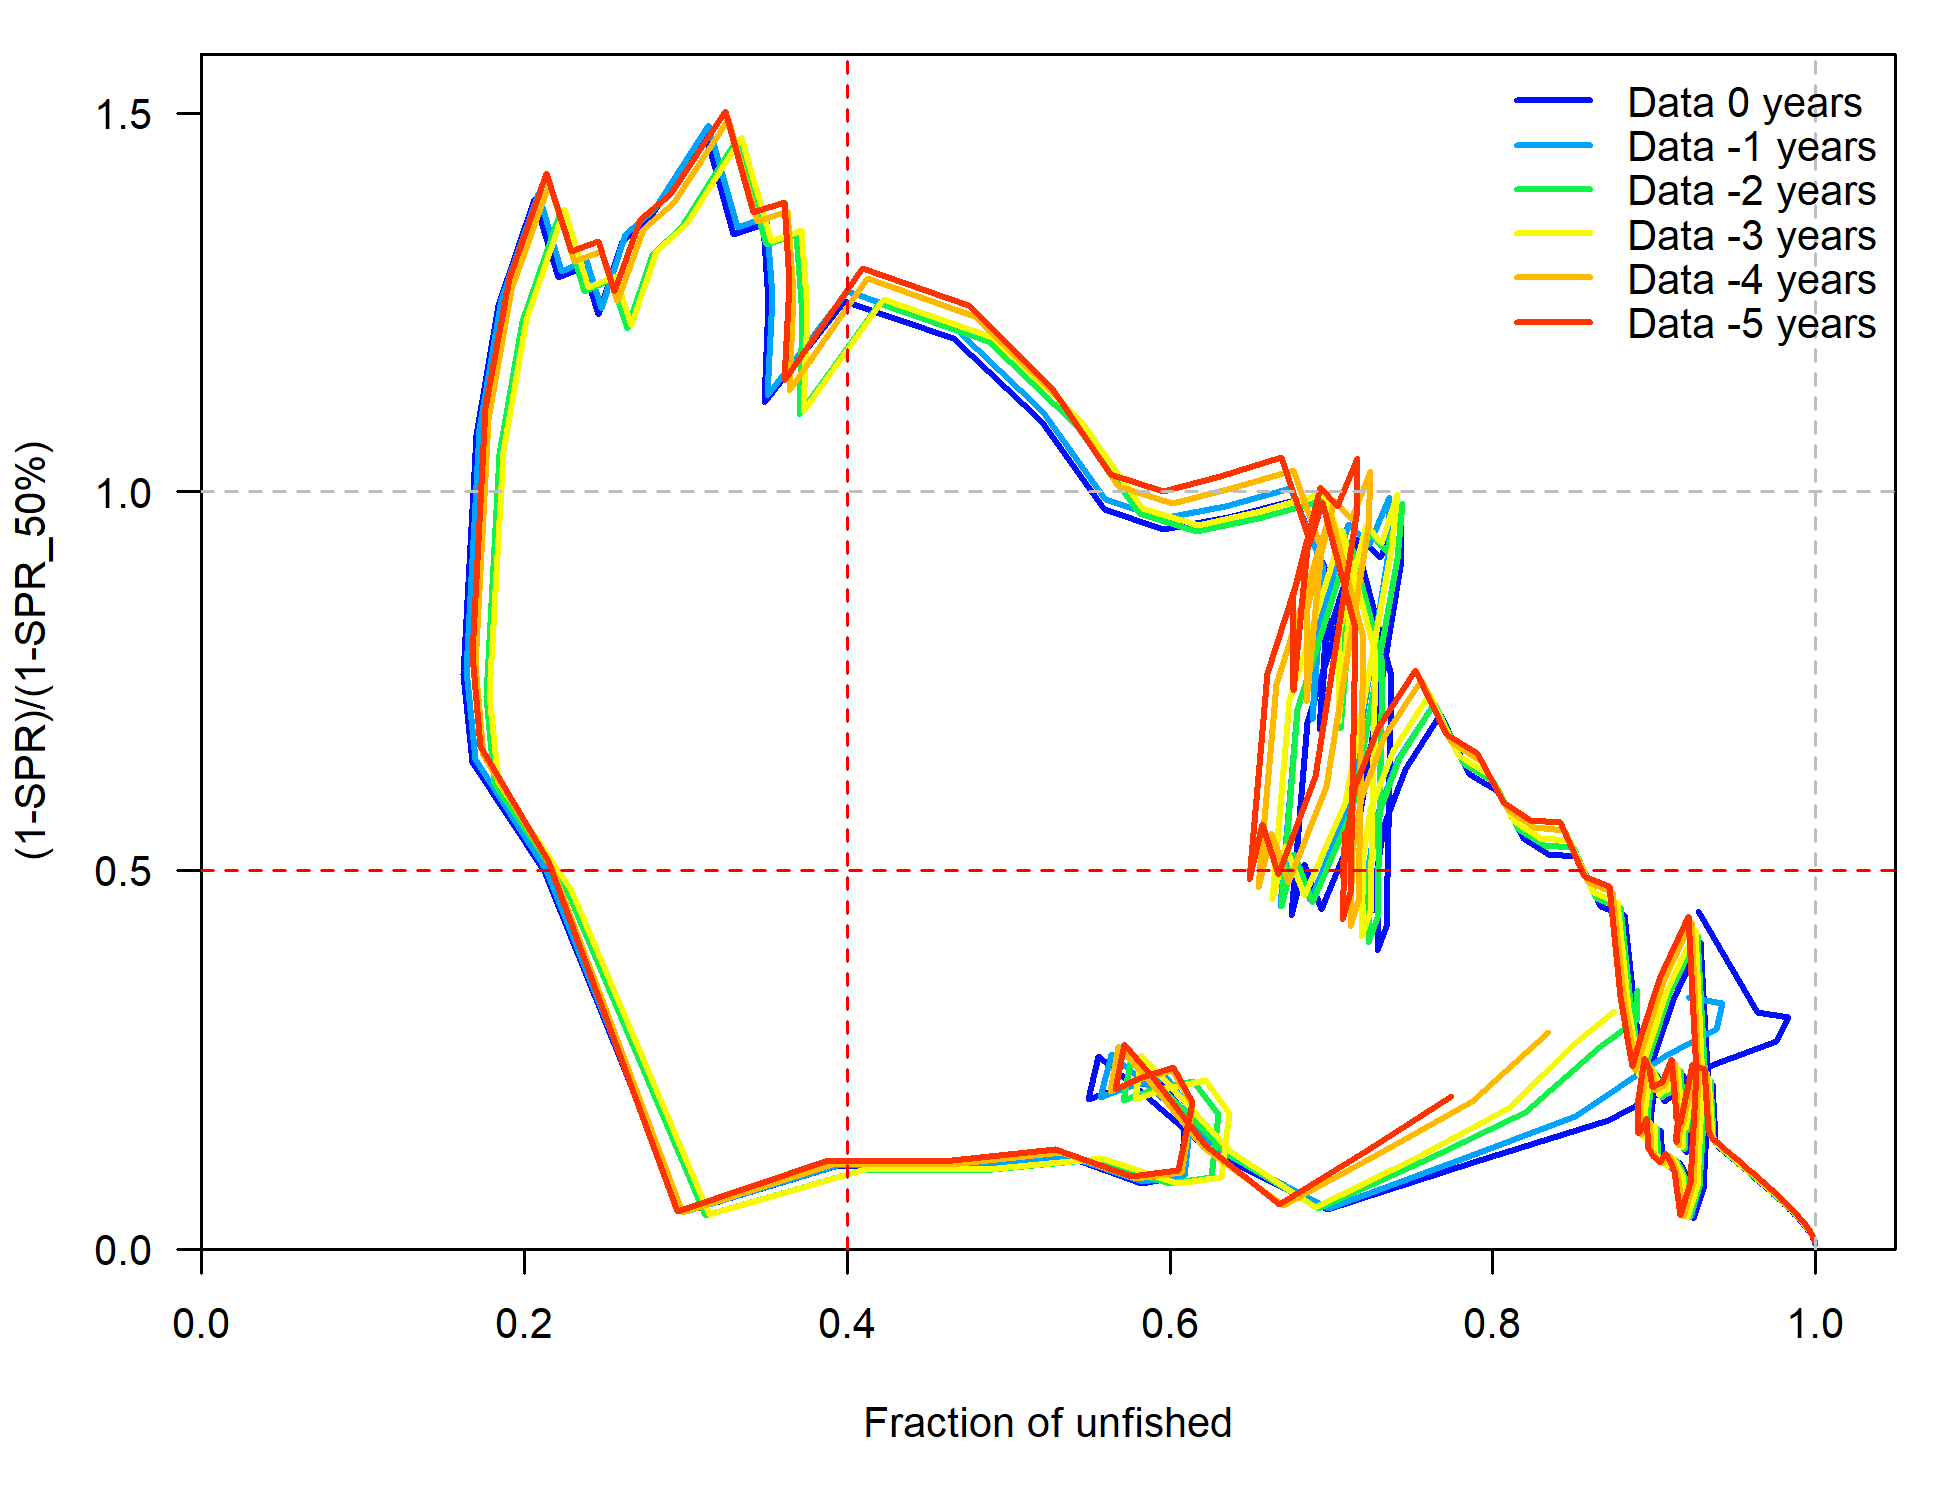 Data 0 years
Data -1 years
Data -2 years
Data -3 years
Data -4 years
Data -5 years
1.5
1.0
0.5
0.0
(1-SPR)/(1-SPR_50%)
0.0 0.2 0.4 0.6 0.8 1.0
Fraction of unfished